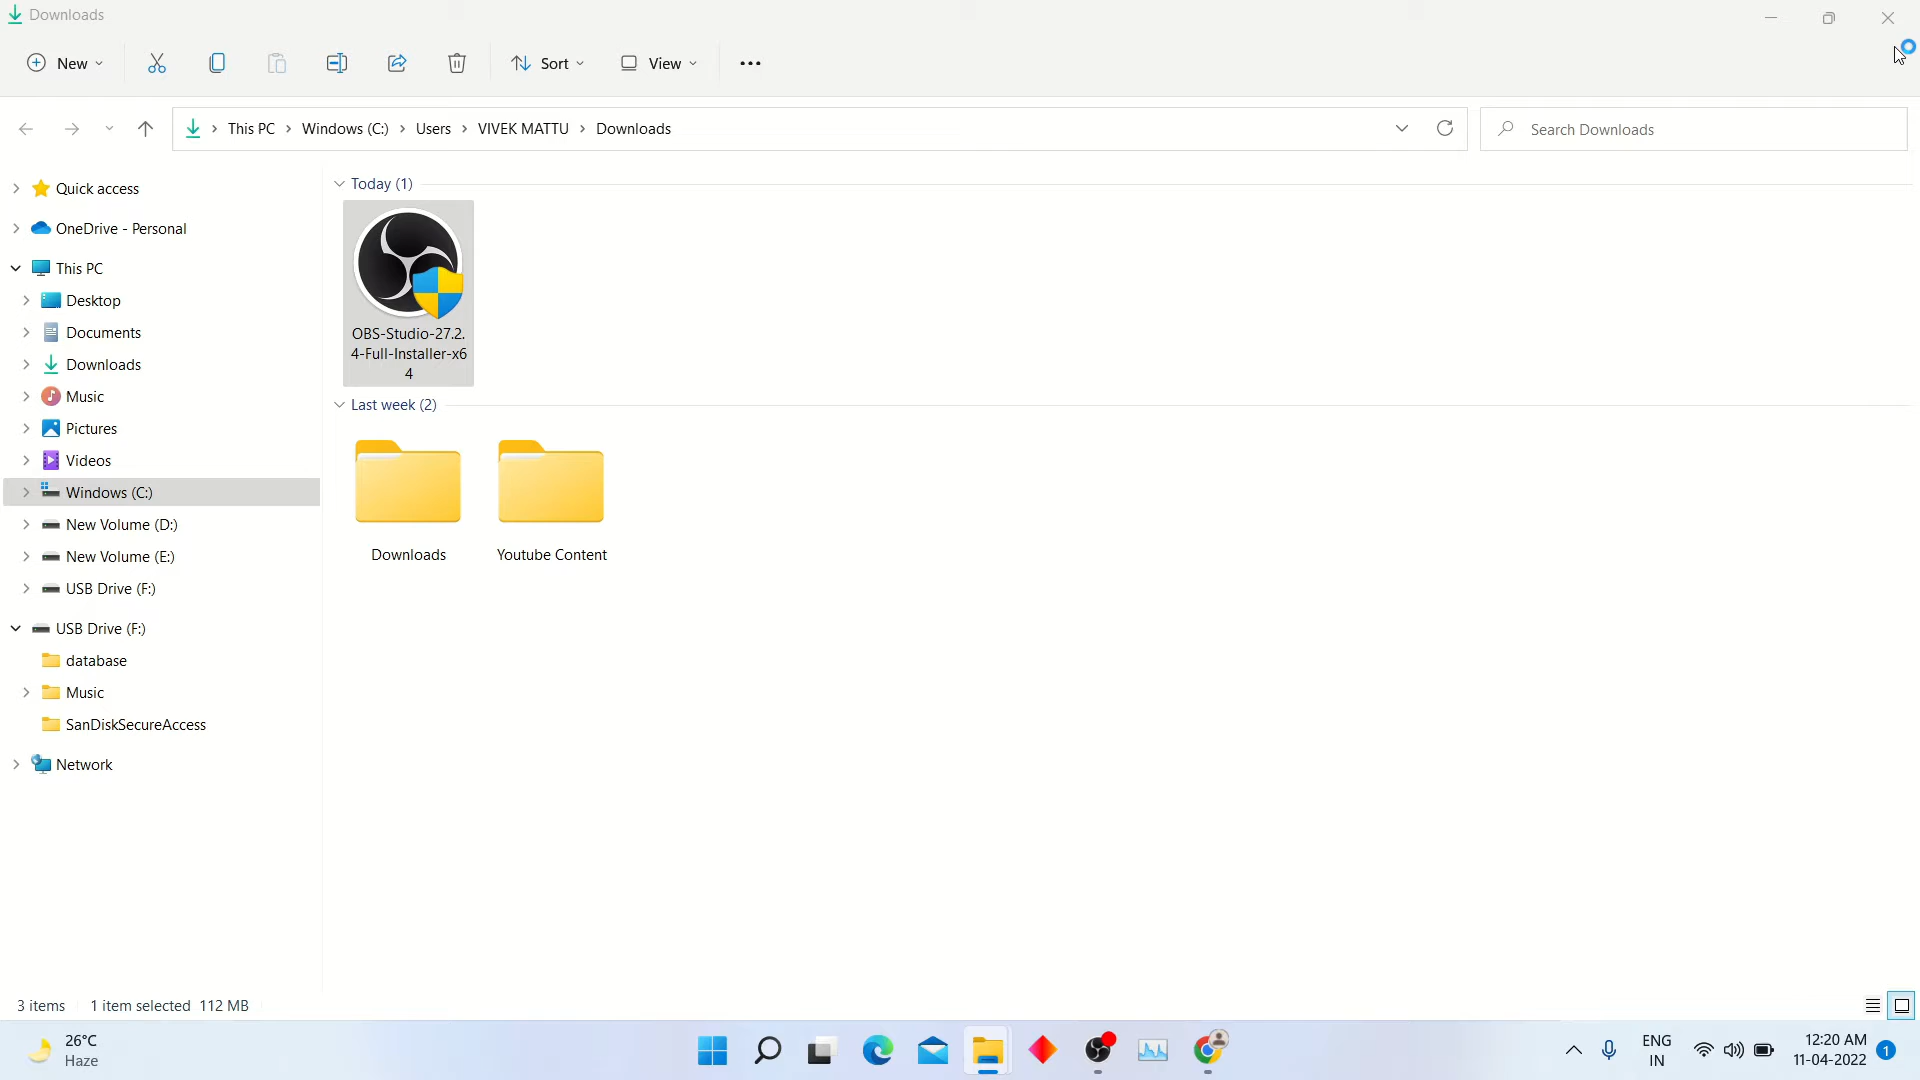 Downloads
New
Sort
View
This PC
Windows (C:)
Users
VIVEK MATTU
Downloads
Search Downloads
Quick access
OneDrive - Personal
This PC
Desktop
Documents
Downloads
Music
Pictures
Videos
Windows (C:)
New Volume (D:)
New Volume (E:)
USB Drive (F:)
USB Drive (F:)
database
Music
SanDiskSecureAccess
Network
Today (1)
OBS-Studio-27.2.
4-Full-Installer-x6
4
Last week (2)
Downloads
Youtube Content
3 items
1 item selected 112 MB
26°C
Haze
ENG
IN
12:20 AM
11-04-2022
1